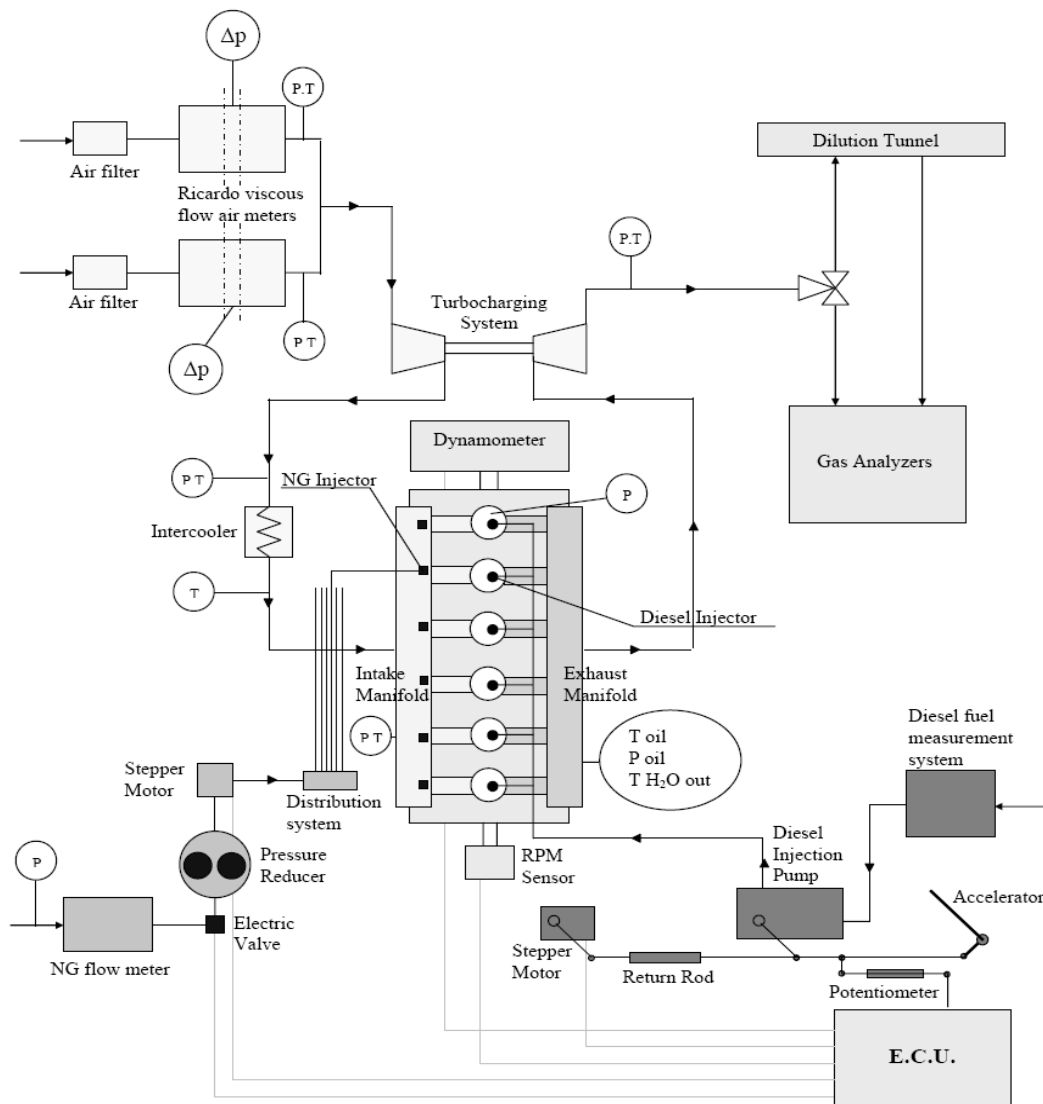 Δp
P.T
Air filter
Ricardo viscous
flow air meters
Air filter
P T
Δp
Dilution Tunnel
P.T
Turbocharging
System
Gas Analyzers
Dynamometer
NG Injector
P T
P
Intercooler
T
Diesel Injector
Intake
Manifold
Exhaust
Manifold
P T
T oil
P oil
T H₂O out
Diesel fuel
measurement
system
Stepper
Motor
Distribution
system
Diesel
Injection
Pump
RPM
Sensor
P
Pressure
Reducer
Accelerator
Electric
Valve
NG flow meter
Stepper
Motor
Return Rod
Potentiometer
E.C.U.